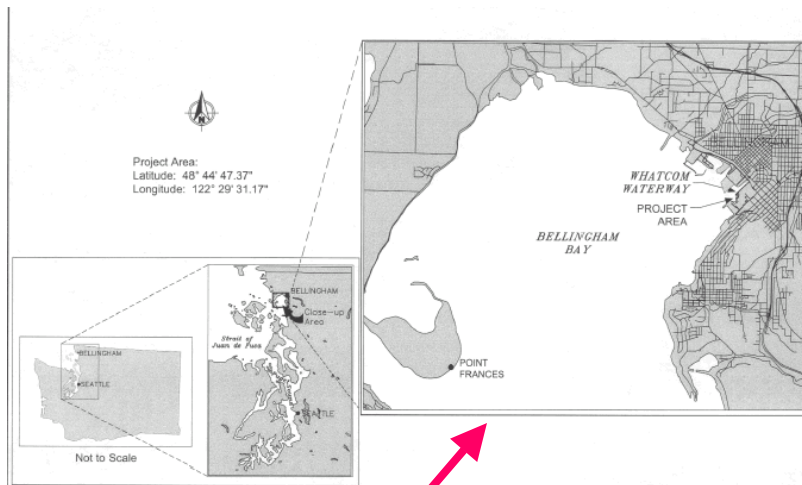 N
Project Area:
Latitude: 48° 44' 47.37"
Longitude: 122° 29' 31.17"
WHATCOM
WATERWAY
PROJECT
AREA
BELLINGHAM
BAY
POINT
FRANCES
BELLINGHAM
Close-up
Area
Strait of
Juan de Fuca
SEATTLE
BELLINGHAM
SEATTLE
Not to Scale